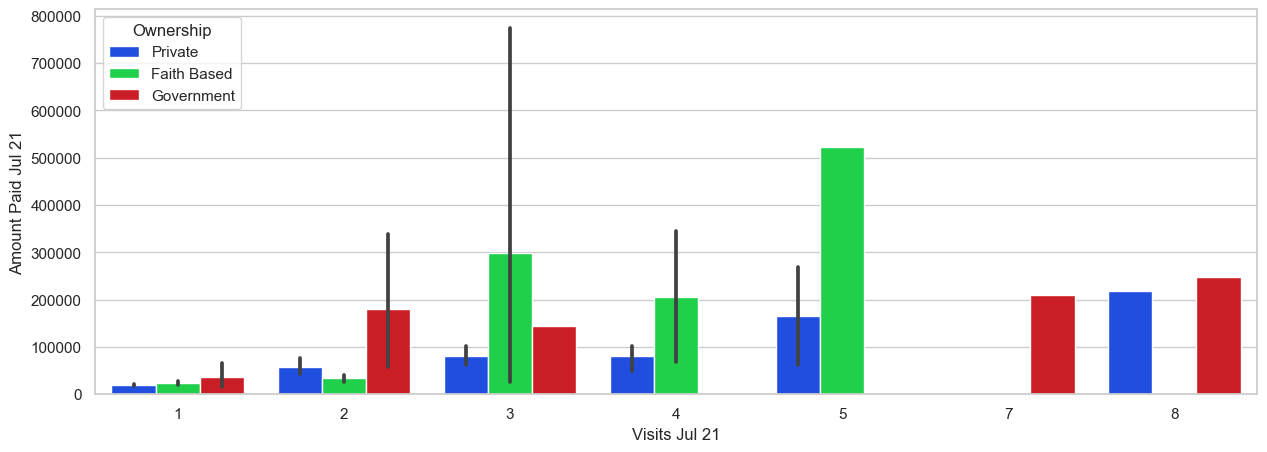 Ownership
Private
Faith Based
Government
Amount Paid Jul 21
800000
700000
600000
500000
400000
300000
200000
100000
0
1 2 3 4 5 7 8
Visits Jul 21